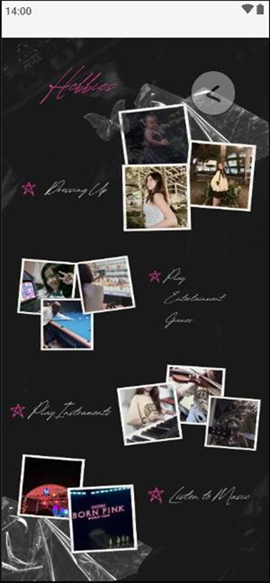 14:00
Hobbies
Dressing Up
Play
Entertainment
Games
Play Instruments
Listen to Music
BORN PINK